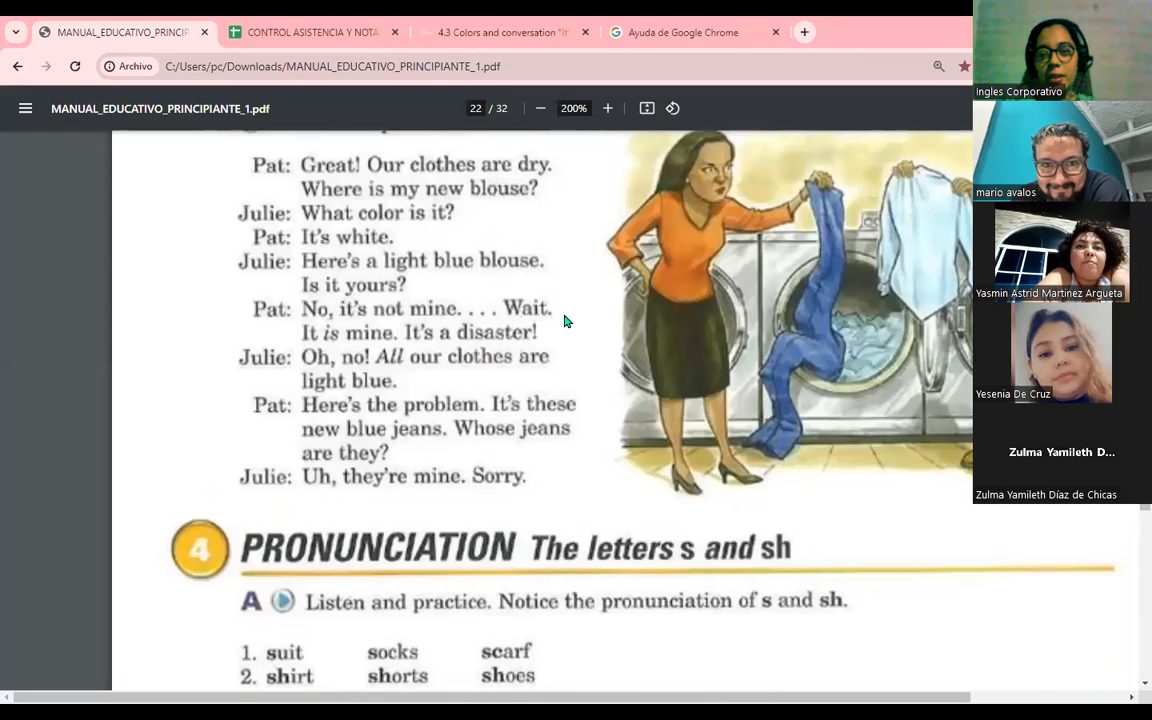 MANUAL_EDUCATIVO_PRINCIP
CONTROL ASISTENCIA Y NOTA
4.3 Colors and conversation "it
Ayuda de Google Chrome
Archivo
C:/Users/pc/Downloads/MANUAL_EDUCATIVO_PRINCIPIANTE_1.pdf
MANUAL_EDUCATIVO_PRINCIPIANTE_1.pdf
22 / 32
200%
Pat: Great! Our clothes are dry.
Where is my new blouse?
Julie: What color is it?
Pat: It's white.
Julie: Here's a light blue blouse.
Is it yours?
Pat: No, it's not mine. . . . Wait.
It is mine. It's a disaster!
Julie: Oh, no! All our clothes are
light blue.
Pat: Here's the problem. It's these
new blue jeans. Whose jeans
are they?
Julie: Uh, they're mine. Sorry.
4 PRONUNCIATION The letters s and sh
A Listen and practice. Notice the pronunciation of s and sh.
1. suit socks scarf
2. shirt shorts shoes
Ingles Corporativo
mario avalos
Yasmin Astrid Martinez Argueta
Yesenia De Cruz
Zulma Yamileth D...
Zulma Yamileth Díaz de Chicas